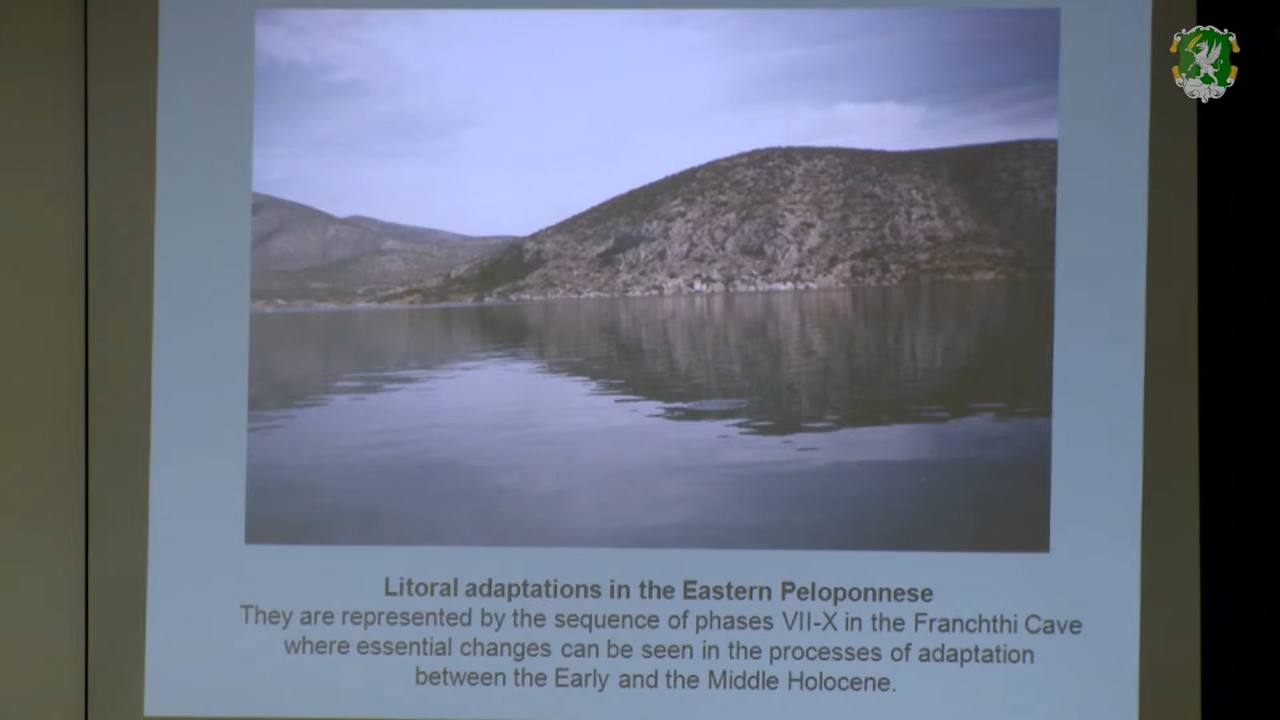 Litoral adaptations in the Eastern Peloponnese
They are represented by the sequence of phases VII-X in the Franchthi Cave
where essential changes can be seen in the processes of adaptation
between the Early and the Middle Holocene.